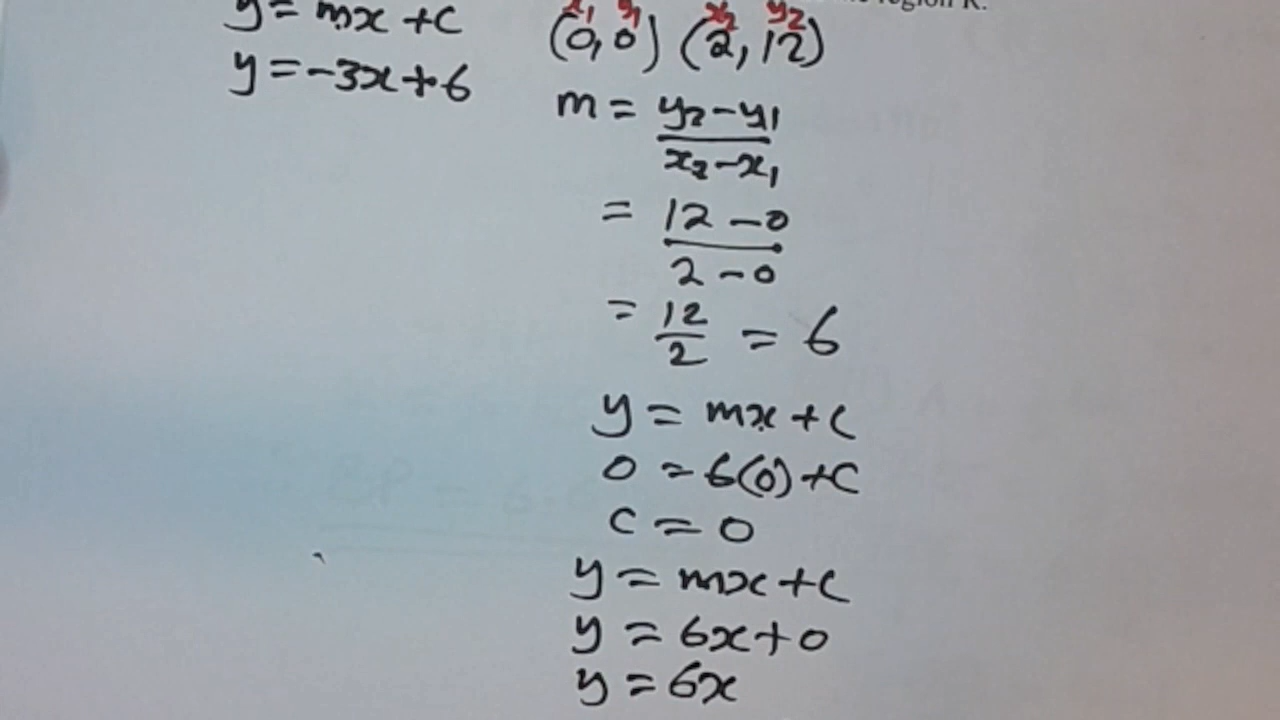 region R.
y = mx + c
y = -3x + 6
x₁ y₁ x₂ y₂
(0, 0) (2, 12)
m = y₂ - y₁
x₂ - x₁
= 12 - 0
2 - 0
= 12
2
= 6
y = mx + c
0 = 6(0) + c
c = 0
y = mx + c
y = 6x + 0
y = 6x